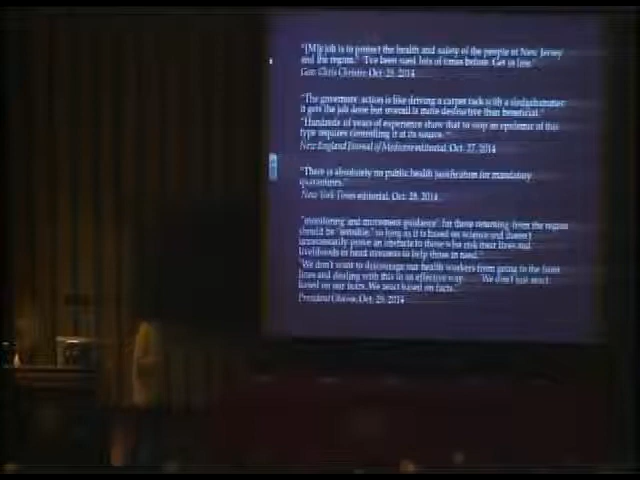 "[M]y job is to protect the health and safety of the people of New Jersey
and the region." "I've been sued lots of times before. Get in line."
Gov. Chris Christie, Oct. 28, 2014
"The governors' action is like driving a carpet tack with a sledgehammer:
it gets the job done but overall is more destructive than beneficial."
"Hundreds of years of experience show that to stop an epidemic of this
type requires controlling it at its source."
New England Journal of Medicine editorial, Oct. 27, 2014
"There is absolutely no public health justification for mandatory
quarantines."
New York Times editorial, Oct. 28, 2014
"monitoring and movement guidance" for those returning from the region
should be "sensible," so long as it is based on science and doesn't
unnecessarily prove an obstacle to those who risk their lives and
livelihoods to head overseas to help those in need."
"We don't want to discourage our health workers from going to the front
lines and dealing with this in an effective way. We don't just react
based on our fears. We react based on facts.
President Obama, Oct. 29, 2014